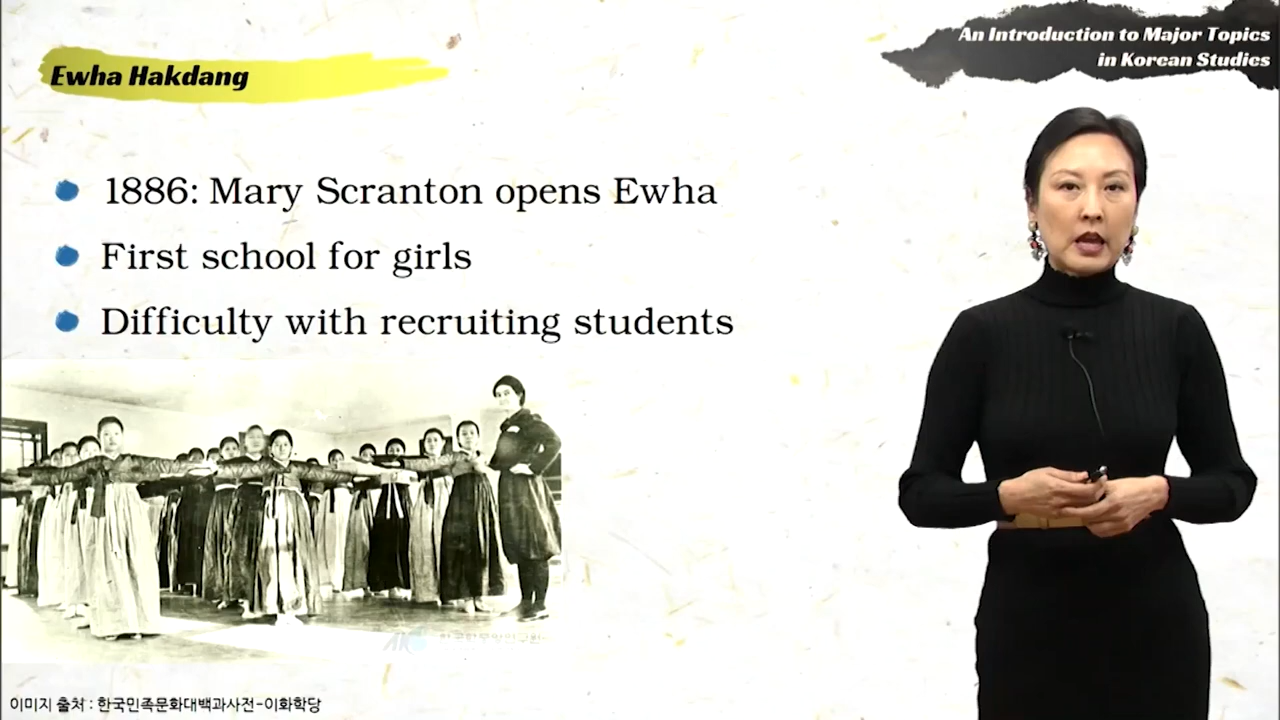 An Introduction to Major Topics
in Korean Studies
Ewha Hakdang
1886: Mary Scranton opens Ewha
First school for girls
Difficulty with recruiting students
이미지 출처 : 한국민족문화대백과사전-이화학당